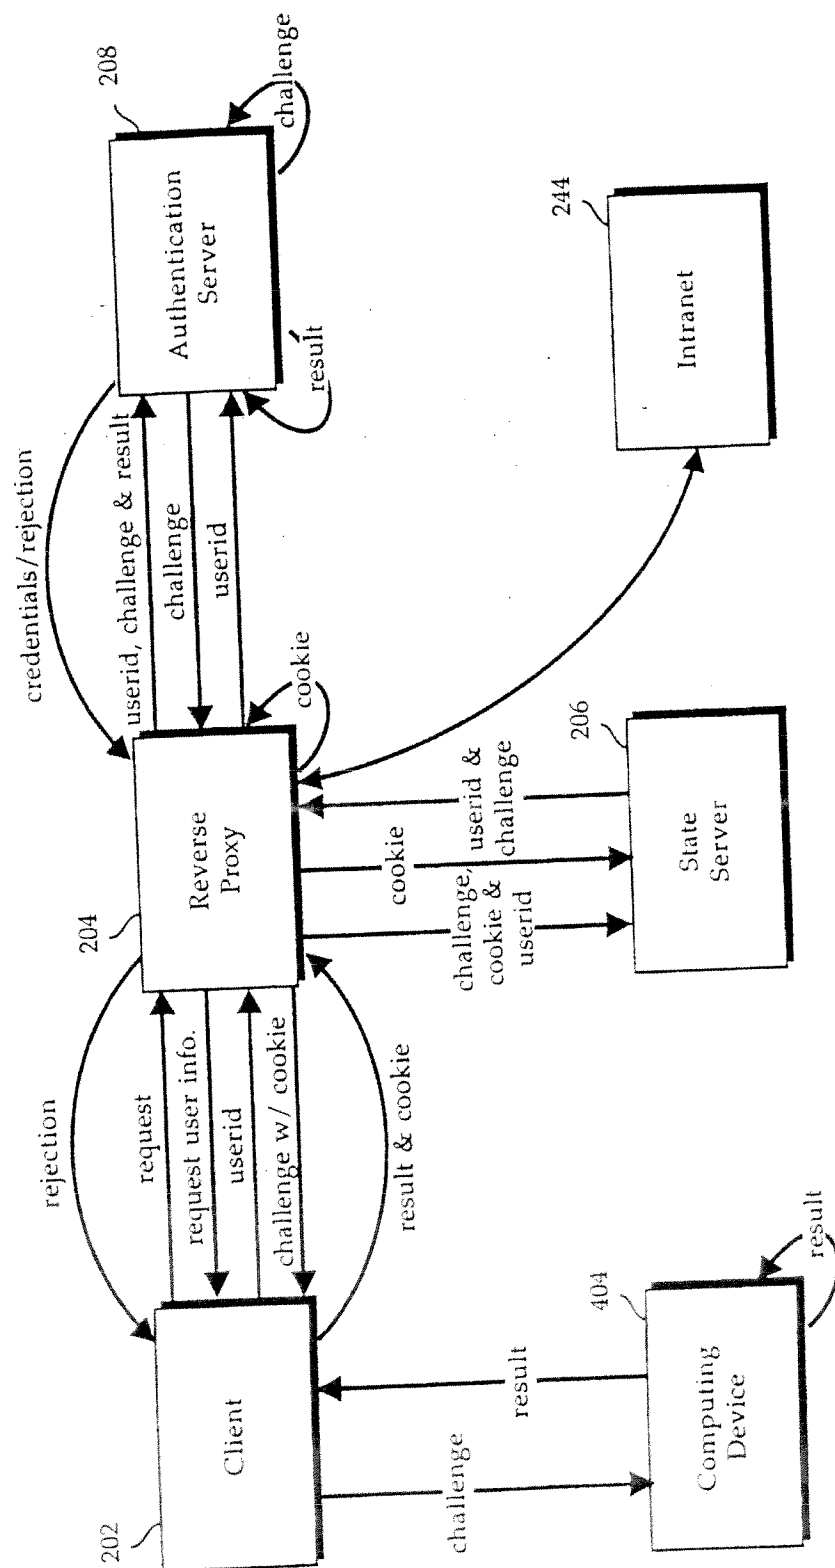 credentials/rejection
208
Authentication
Server
challenge
userid, challenge & result
challenge
userid
result
rejection
204
Reverse
Proxy
cookie
request
request user info.
userid
challenge w/ cookie
result & cookie
202
Client
challenge
result
404
Computing
Device
result
challenge,
cookie &
userid
cookie
userid &
challenge
206
State
Server
244
Intranet